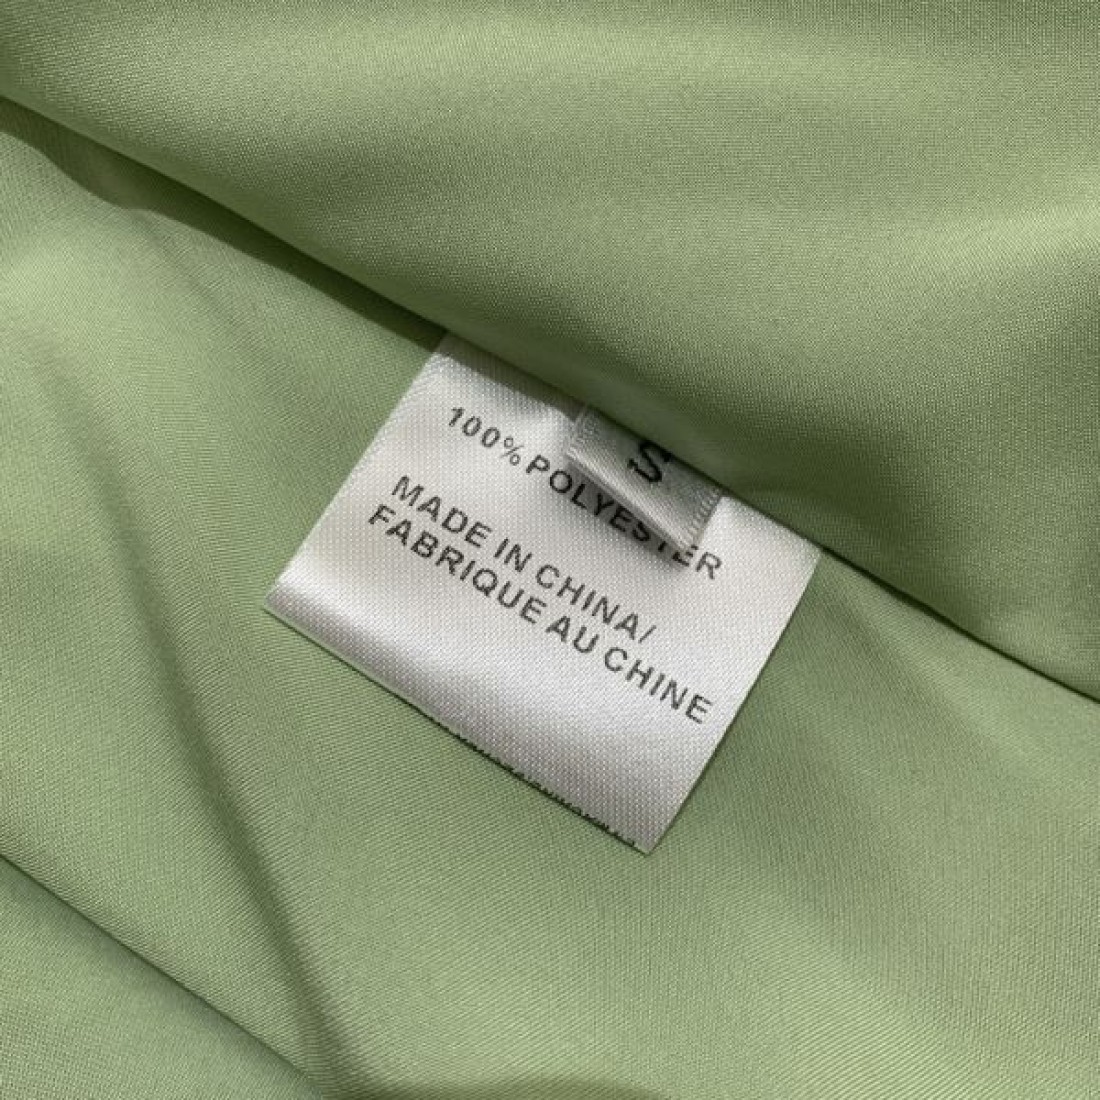 S
100% POLYESTER
MADE IN CHINA/
FABRIQUE AU CHINE